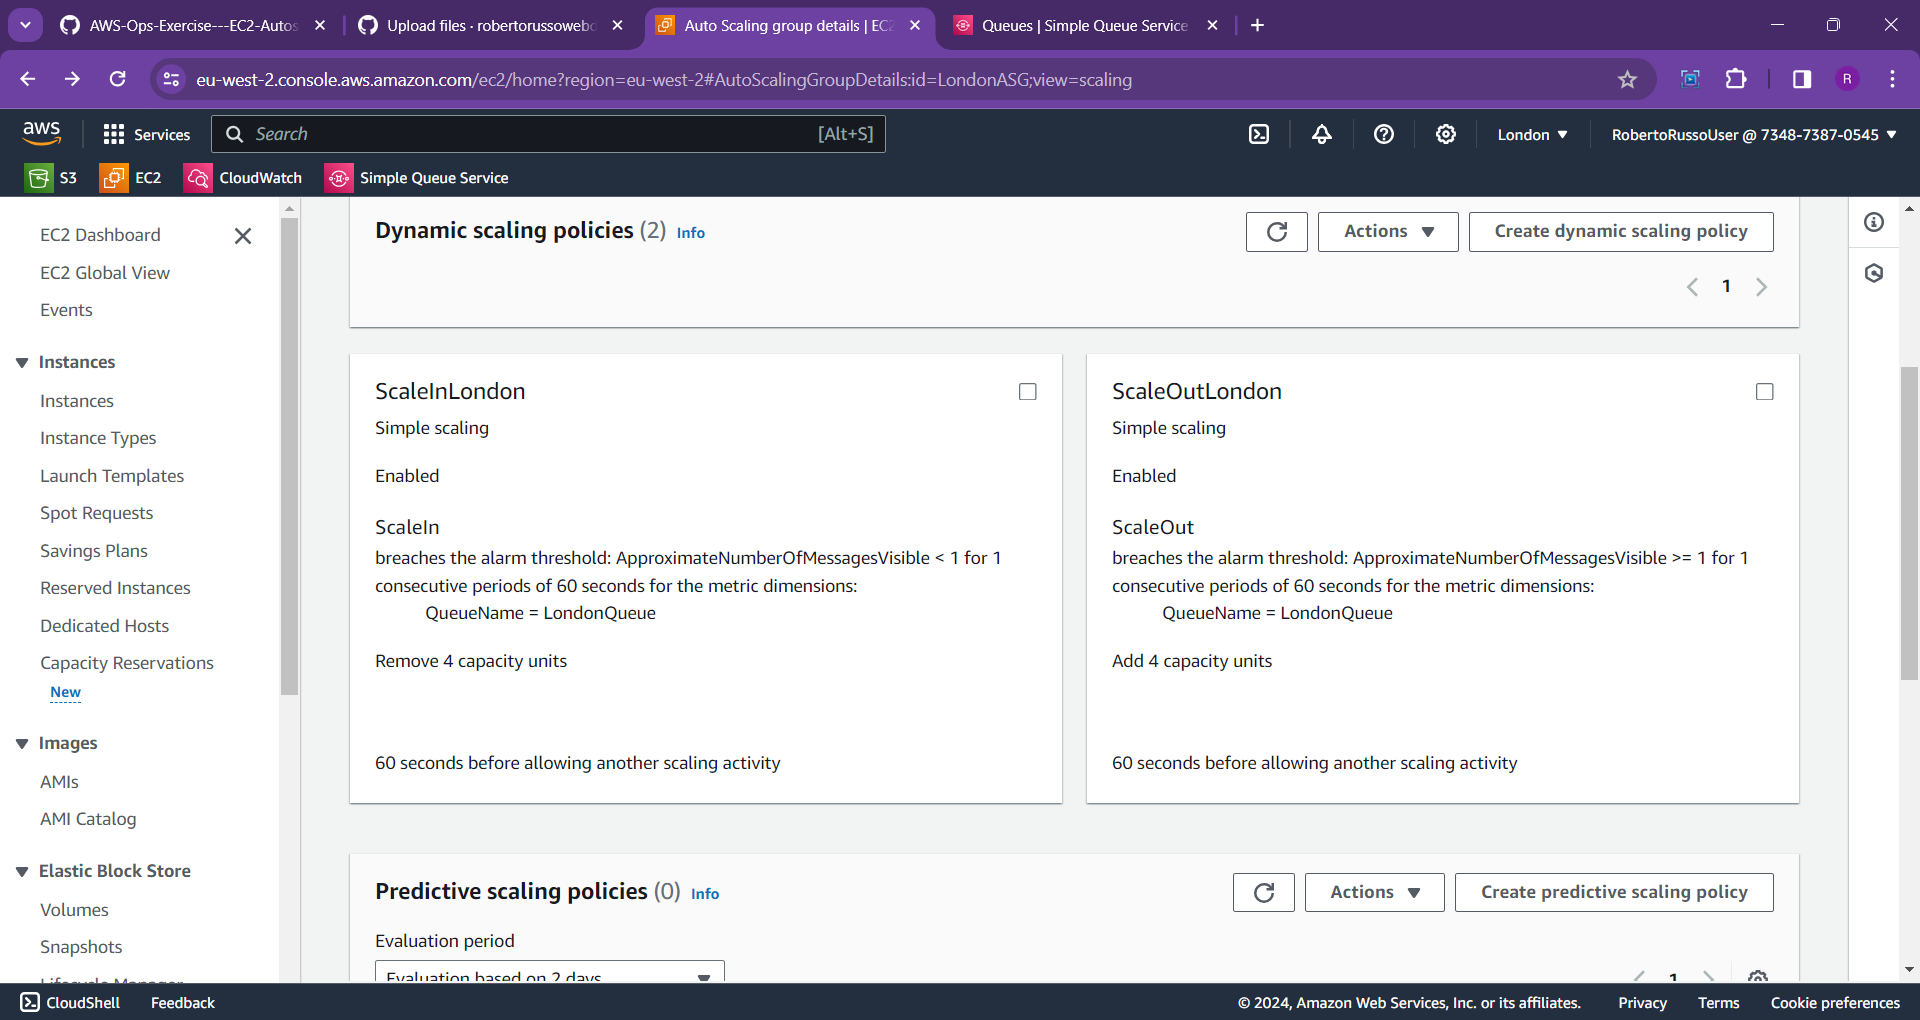 AWS-Ops-Exercise---EC2-Autos
Upload files · robertorussowebd
Auto Scaling group details | EC2
Queues | Simple Queue Service
eu-west-2.console.aws.amazon.com/ec2/home?region=eu-west-2#AutoScalingGroupDetails:id=LondonASG;view=scaling
R
aws
Services
Search
[Alt+S]
London
RobertoRussoUser @ 7348-7387-0545
S3
EC2
CloudWatch
Simple Queue Service
EC2 Dashboard
EC2 Global View
Events
Instances
Instances
Instance Types
Launch Templates
Spot Requests
Savings Plans
Reserved Instances
Dedicated Hosts
Capacity Reservations
New
Images
AMIs
AMI Catalog
Elastic Block Store
Volumes
Snapshots
Lifecycle Manager
Dynamic scaling policies (2) Info
Actions
Create dynamic scaling policy
1
ScaleInLondon
Simple scaling
Enabled
ScaleIn
breaches the alarm threshold: ApproximateNumberOfMessagesVisible < 1 for 1
consecutive periods of 60 seconds for the metric dimensions:
QueueName = LondonQueue
Remove 4 capacity units
60 seconds before allowing another scaling activity
ScaleOutLondon
Simple scaling
Enabled
ScaleOut
breaches the alarm threshold: ApproximateNumberOfMessagesVisible >= 1 for 1
consecutive periods of 60 seconds for the metric dimensions:
QueueName = LondonQueue
Add 4 capacity units
60 seconds before allowing another scaling activity
Predictive scaling policies (0) Info
Actions
Create predictive scaling policy
Evaluation period
Evaluation based on 2 days
1
CloudShell
Feedback
© 2024, Amazon Web Services, Inc. or its affiliates.
Privacy
Terms
Cookie preferences